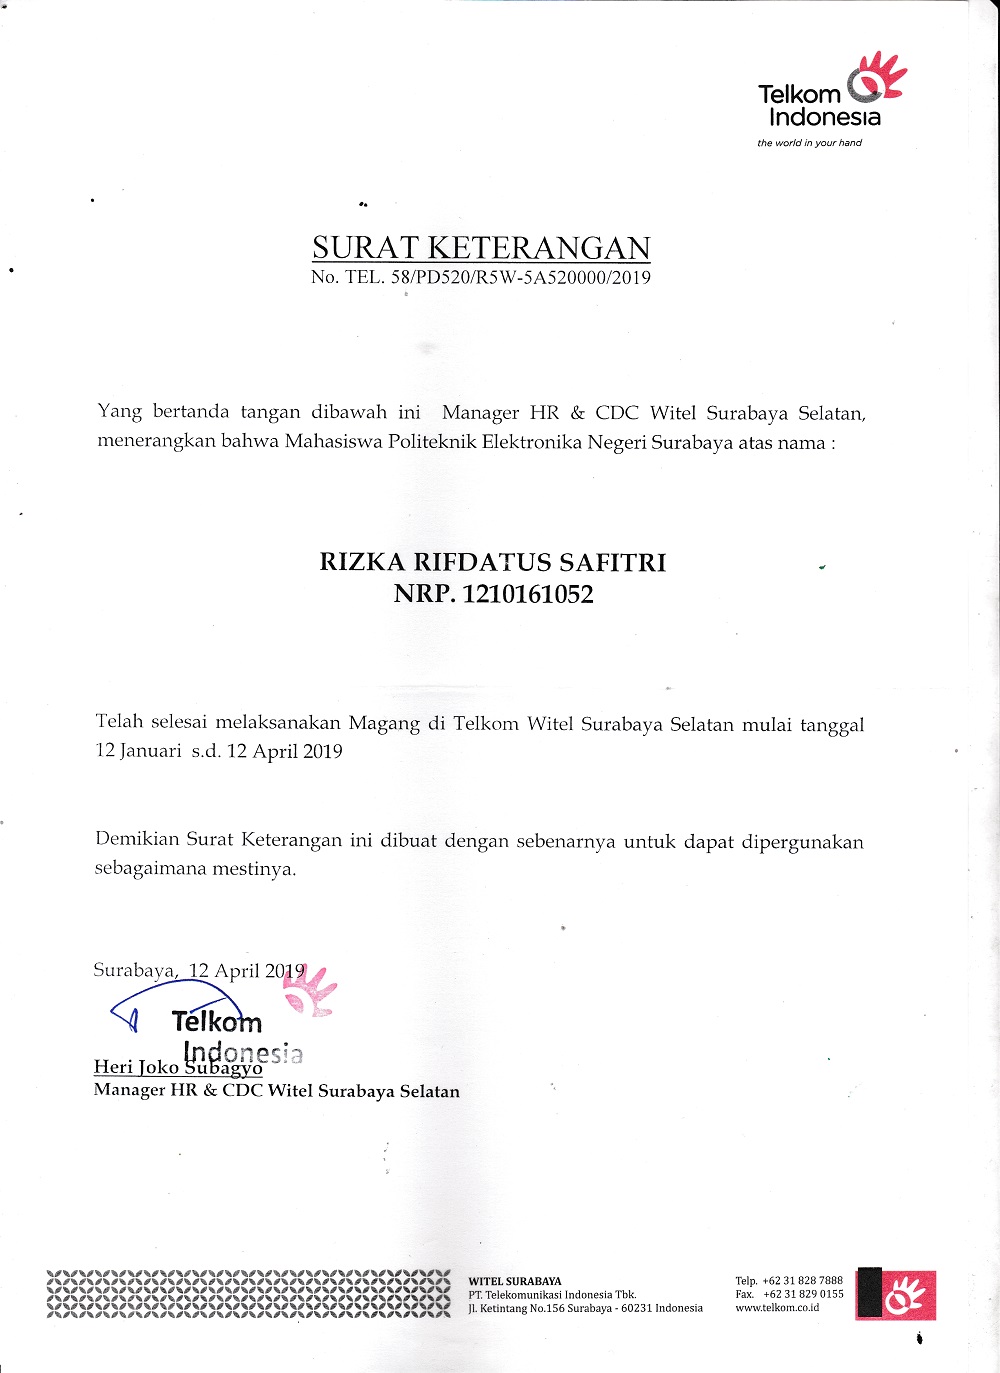 Telkom
Indonesia
the world in your hand
SURAT KETERANGAN
No. TEL. 58/PD520/R5W-5A520000/2019
Yang bertanda tangan dibawah ini Manager HR & CDC Witel Surabaya Selatan,
menerangkan bahwa Mahasiswa Politeknik Elektronika Negeri Surabaya atas nama :
RIZKA RIFDATUS SAFITRI
NRP. 1210161052
Telah selesai melaksanakan Magang di Telkom Witel Surabaya Selatan mulai tanggal
12 Januari s.d. 12 April 2019
Demikian Surat Keterangan ini dibuat dengan sebenarnya untuk dapat dipergunakan
sebagaimana mestinya.
Surabaya, 12 April 2019
Telkom
Indonesia
Heri Joko Subagyo
Manager HR & CDC Witel Surabaya Selatan
WITEL SURABAYA
PT. Telekomunikasi Indonesia Tbk.
Jl. Ketintang No.156 Surabaya - 60231 Indonesia
Telp. +62 31 828 7888
Fax. +62 31 829 0155
www.telkom.co.id